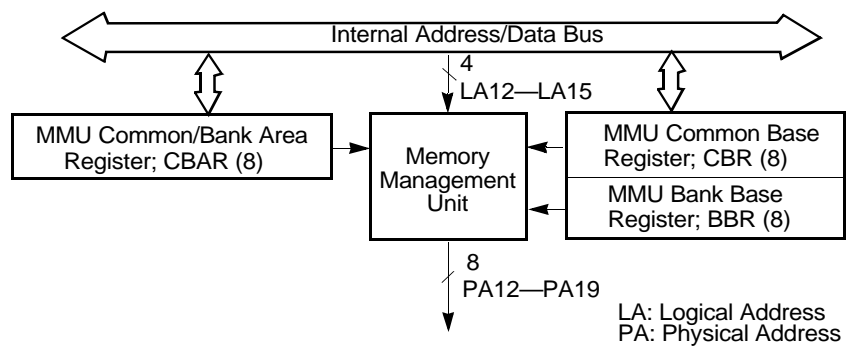 Internal Address/Data Bus
4
LA12—LA15
MMU Common/Bank Area
Register; CBAR (8)
Memory
Management
Unit
MMU Common Base
Register; CBR (8)
MMU Bank Base
Register; BBR (8)
8
PA12—PA19
LA: Logical Address
PA: Physical Address